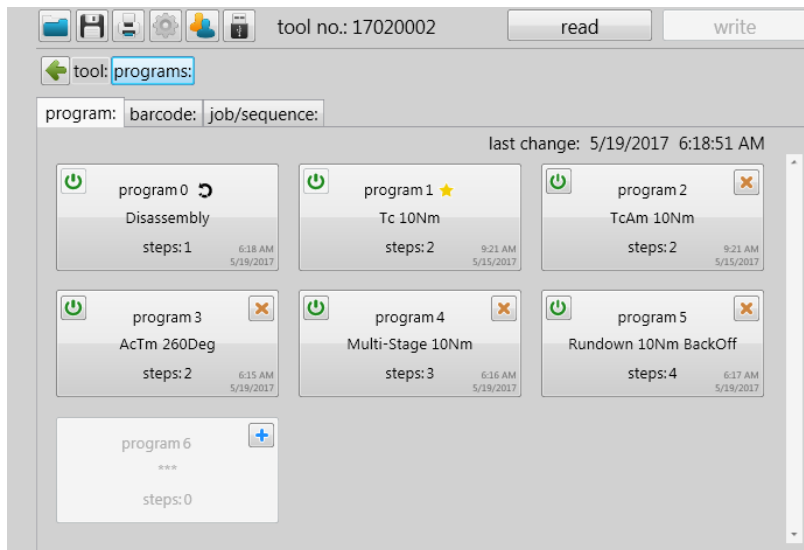 tool no.: 17020002 read write
tool: programs:
program: barcode: job/sequence:
last change: 5/19/2017 6:18:51 AM
program 0
Disassembly
steps: 1
6:18 AM
5/19/2017
program 1
Tc 10Nm
steps: 2
9:21 AM
5/15/2017
program 2
TcAm 10Nm
steps: 2
9:21 AM
5/15/2017
program 3
AcTm 260Deg
steps: 2
6:15 AM
5/19/2017
program 4
Multi-Stage 10Nm
steps: 3
6:16 AM
5/19/2017
program 5
Rundown 10Nm BackOff
steps: 4
6:17 AM
5/19/2017
program 6
***
steps: 0